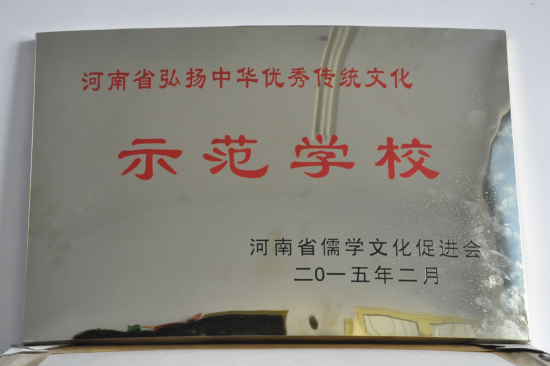 河南省弘扬中华优秀传统文化
示范学校
河南省儒学文化促进会
二0一五年二月